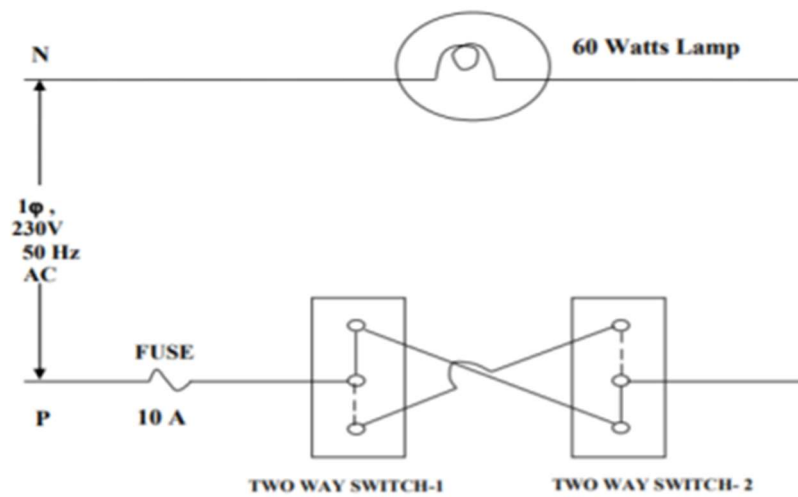 N
60 Watts Lamp
1φ ,
230V
50 Hz
AC
FUSE
P
10 A
TWO WAY SWITCH-1
TWO WAY SWITCH- 2